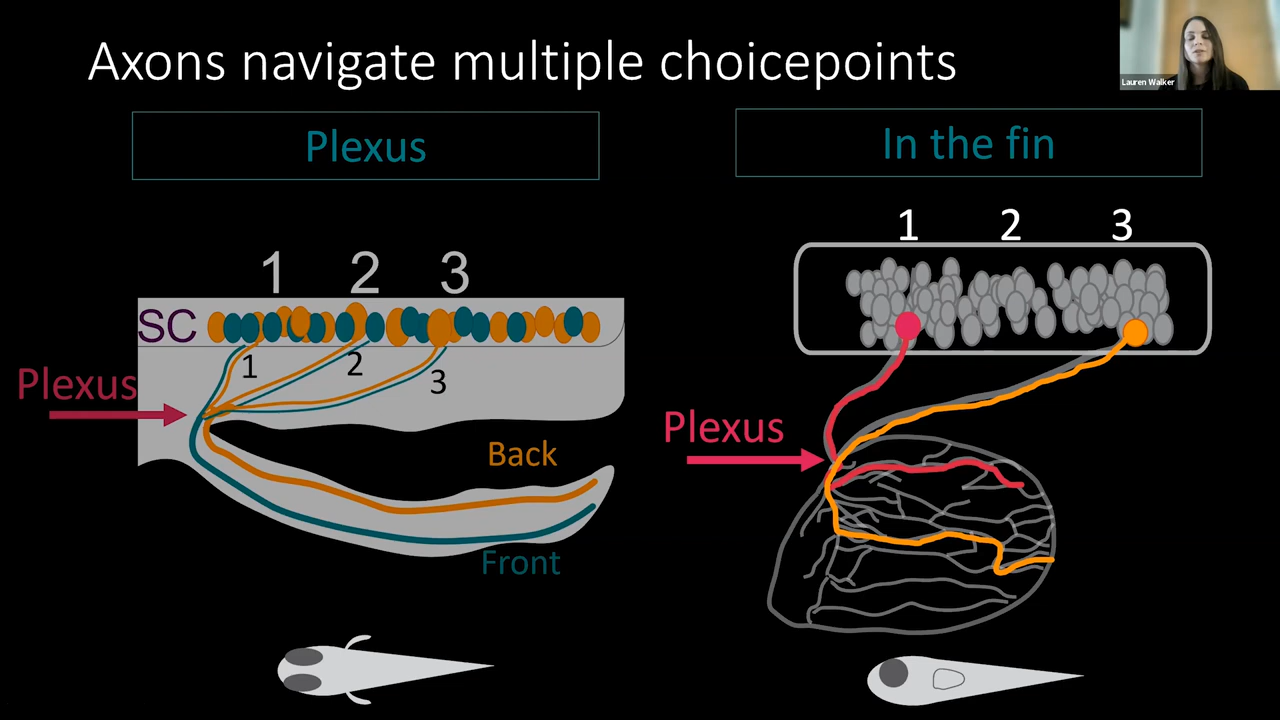 Axons navigate multiple choicepoints
Lauren Walker
Plexus
In the fin
1 2 3
SC
1
2
3
Plexus
Back
Front
1 2 3
Plexus